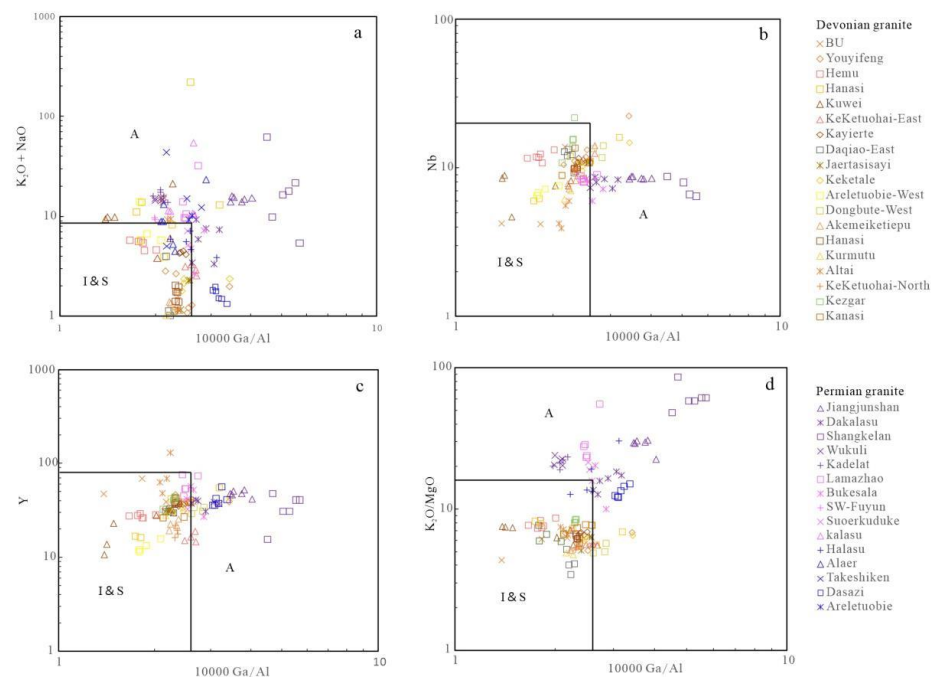 a
1000
100
10
1
K₂O + NaO
A
I & S
1
10
10000 Ga/Al
b
100
10
1
Nb
A
I & S
1
10
10000 Ga/Al
Devonian granite
BU
Youyifeng
Hemu
Hanasi
Kuwei
KeKetuohai-East
Kayierte
Daqiao-East
Jaertasisayi
Keketale
Areletuobie-West
Dongbute-West
Akemeiketiepu
Hanasi
Kurmutu
Altai
KeKetuohai-North
Kezgar
Kanasi
c
1000
100
10
1
Y
A
I & S
1
10
10000 Ga/Al
d
100
10
1
K₂O/MgO
A
I & S
1
10
10000 Ga/Al
Permian granite
Jiangjunshan
Dakalasu
Shangkelan
Wukuli
Kadelat
Lamazhao
Bukesala
SW-Fuyun
Suoerkuduke
kalasu
Halasu
Alaer
Takeshiken
Dasazi
Areletuobie